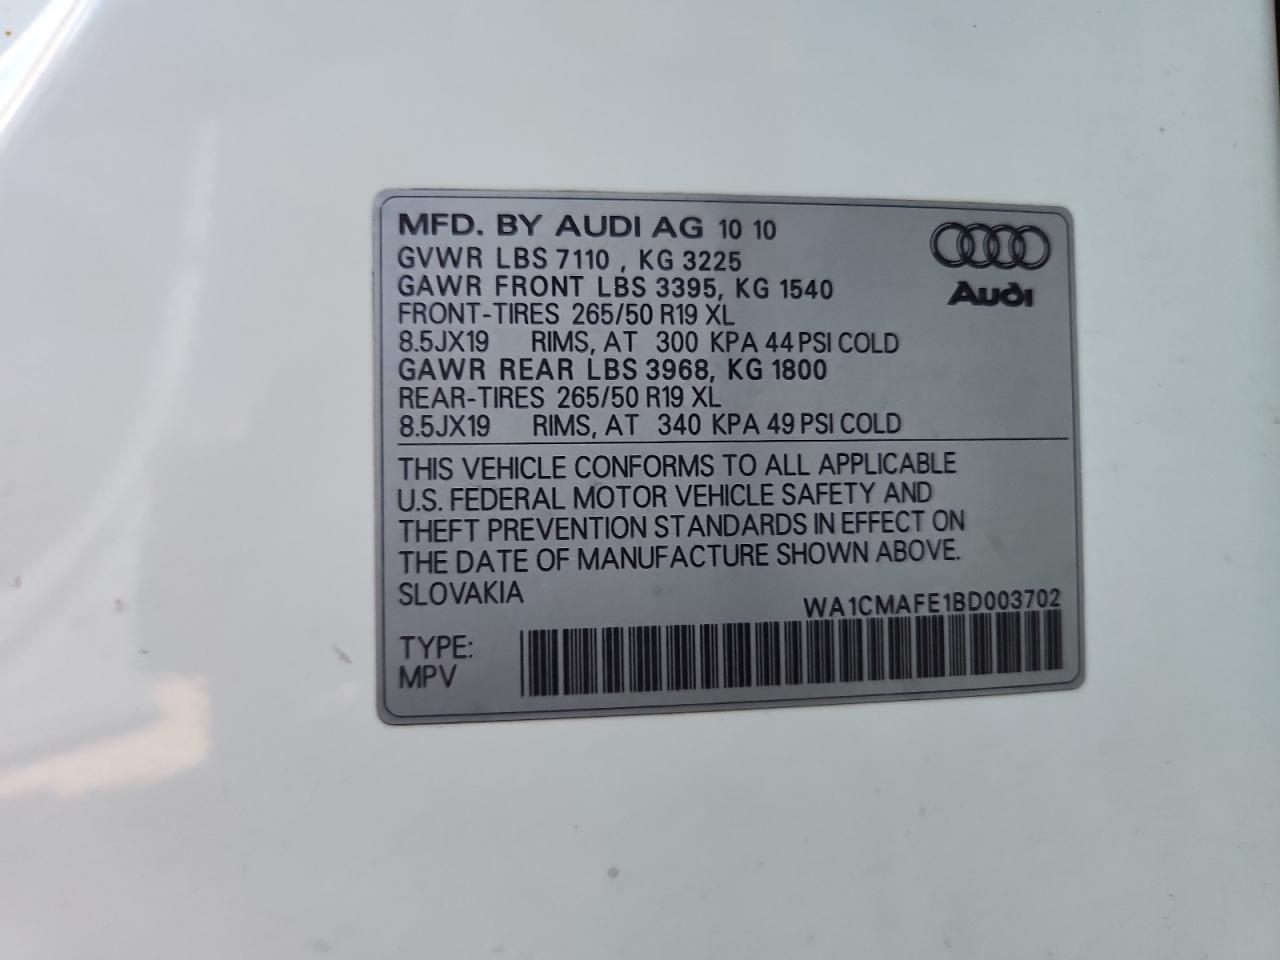 MFD. BY AUDI AG 10 10
GVWR LBS 7110 , KG 3225
GAWR FRONT LBS 3395, KG 1540
FRONT-TIRES 265/50 R19 XL
8.5JX19 RIMS, AT 300 KPA 44 PSI COLD
GAWR REAR LBS 3968, KG 1800
REAR-TIRES 265/50 R19 XL
8.5JX19 RIMS, AT 340 KPA 49 PSI COLD
Audi
THIS VEHICLE CONFORMS TO ALL APPLICABLE
U.S. FEDERAL MOTOR VEHICLE SAFETY AND
THEFT PREVENTION STANDARDS IN EFFECT ON
THE DATE OF MANUFACTURE SHOWN ABOVE.
SLOVAKIA
WA1CMAFE1BD003702
TYPE:
MPV